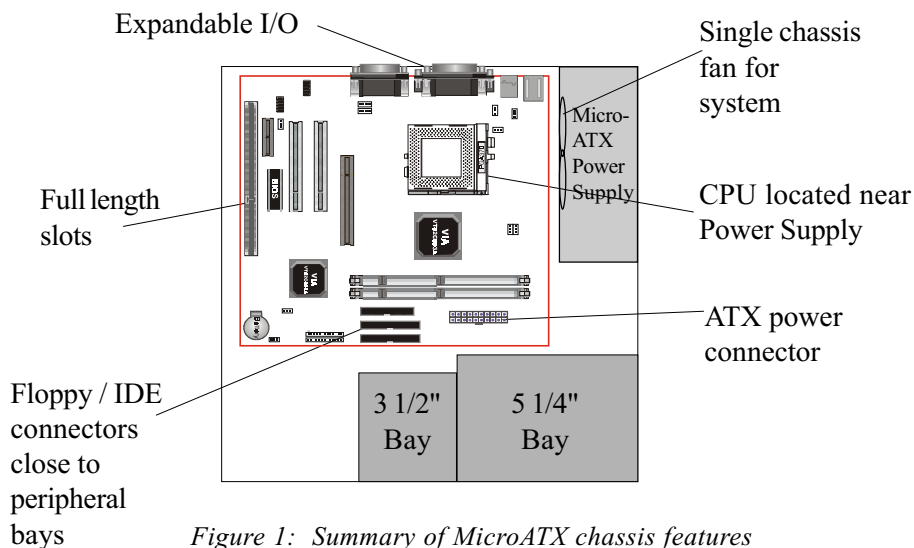 Expandable I/O
Single chassis
fan for
system
Micro-
ATX
Power
Supply
Full length
slots
BIOS
CPU located near
Power Supply
VIA
VIA
ATX power
connector
Floppy / IDE
connectors
close to
peripheral
bays
3 1/2"
Bay
5 1/4"
Bay
Figure 1: Summary of MicroATX chassis features